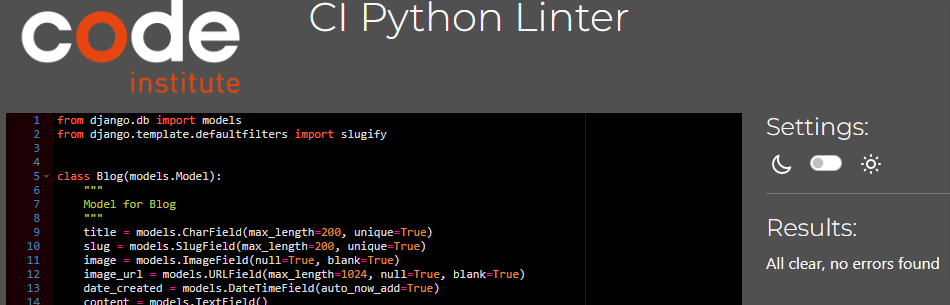 code
institute
CI Python Linter
1 from django.db import models
2 from django.template.defaultfilters import slugify
3
4
5 class Blog(models.Model):
6 """
7 Model for Blog
8 """
9 title = models.CharField(max_length=200, unique=True)
10 slug = models.SlugField(max_length=200, unique=True)
11 image = models.ImageField(null=True, blank=True)
12 image_url = models.URLField(max_length=1024, null=True, blank=True)
13 date_created = models.DateTimeField(auto_now_add=True)
14 content = models.TextField()
Settings:
Results:
All clear, no errors found